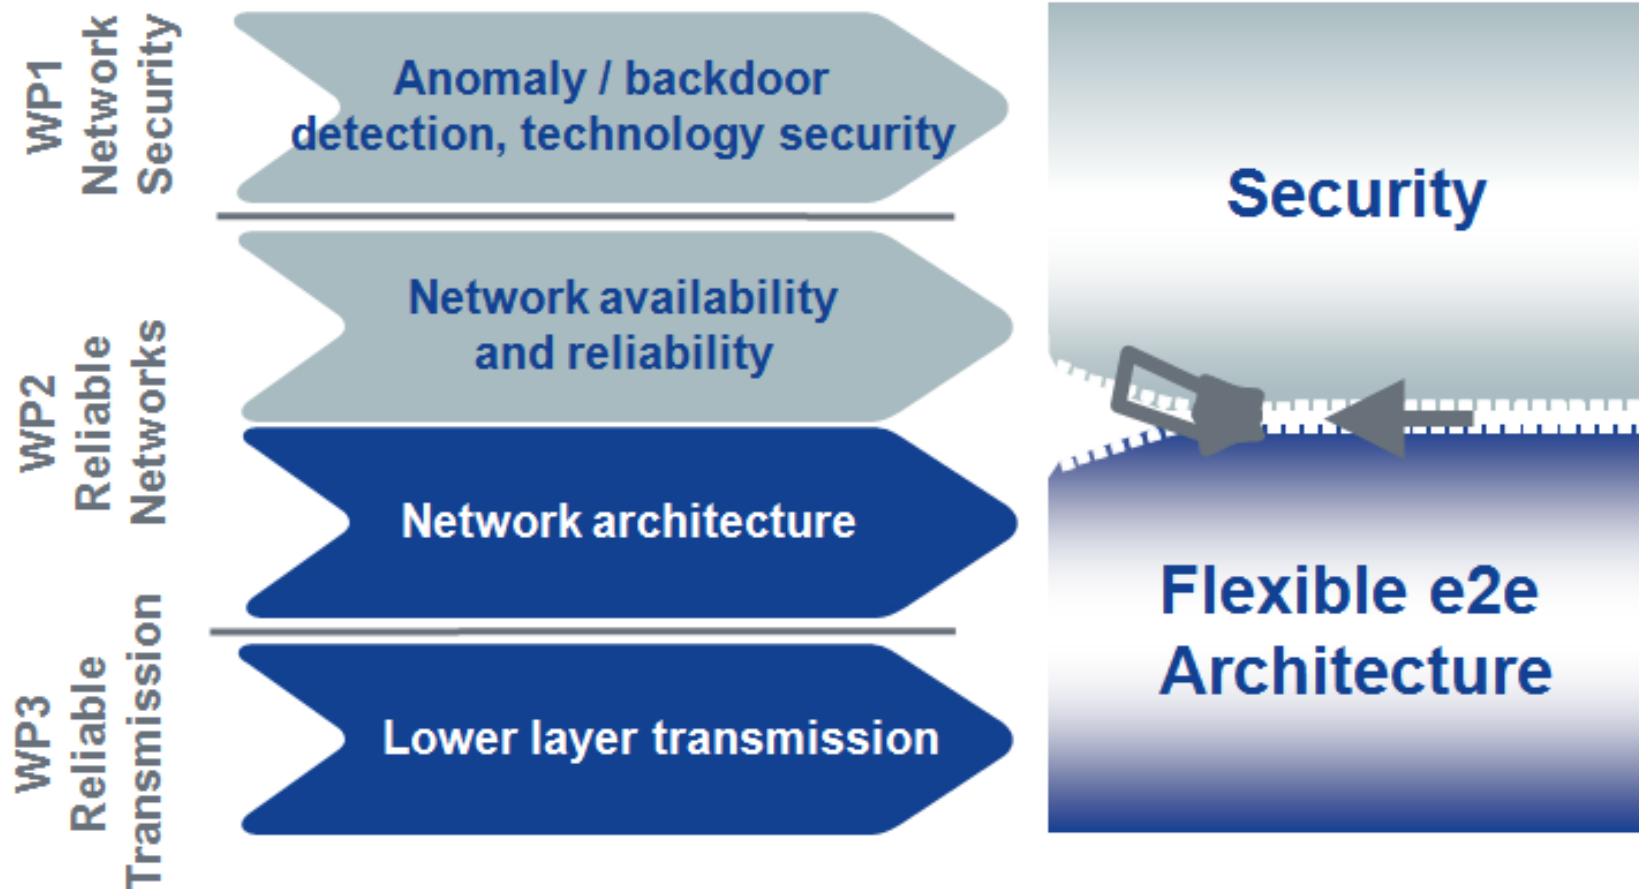 WP1
Network
Security
Anomaly / backdoor
detection, technology security
WP2
Reliable
Networks
Network availability
and reliability
Network architecture
WP3
Reliable
Transmission
Lower layer transmission
Security
Flexible e2e
Architecture